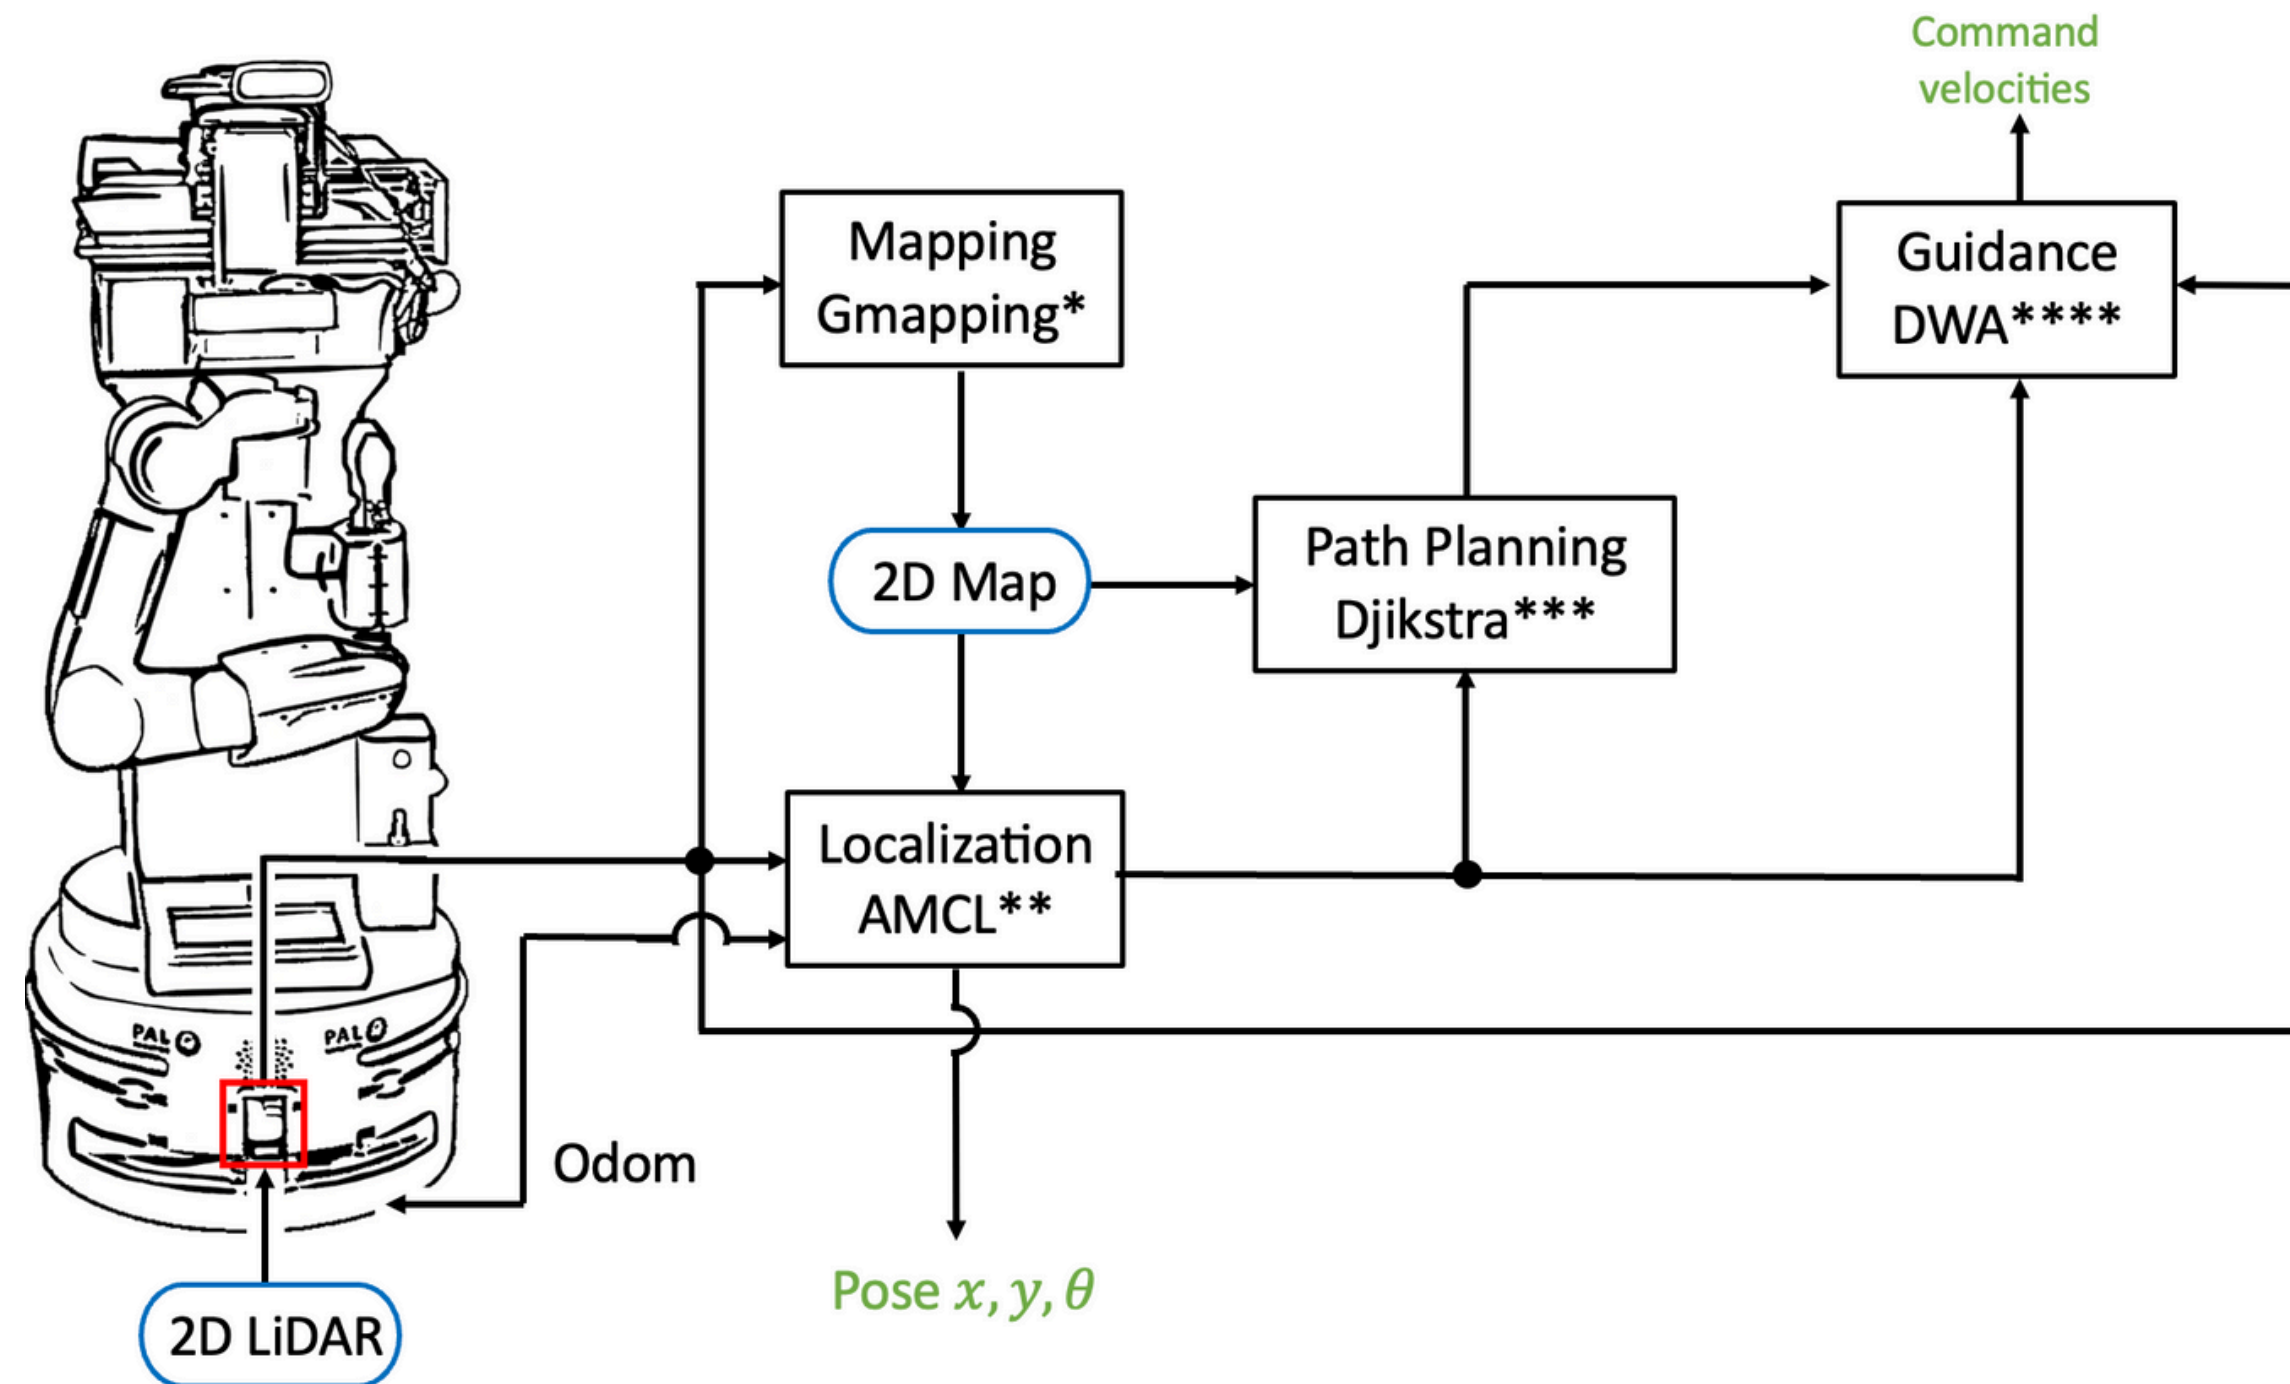 Command
velocities
Mapping
Gmapping*
Guidance
DWA****
2D Map
Path Planning
Djikstra***
Localization
AMCL**
PAL
PAL
Odom
Pose x, y, θ
2D LiDAR